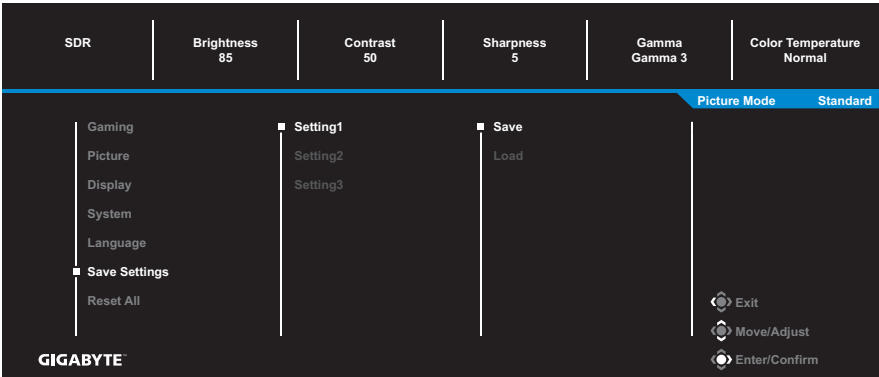 SDR
Brightness
85
Contrast
50
Sharpness
5
Gamma
Gamma 3
Color Temperature
Normal
Picture Mode Standard
Gaming
Picture
Display
System
Language
Save Settings
Reset All
Setting1
Setting2
Setting3
Save
Load
Exit
Move/Adjust
Enter/Confirm
GIGABYTE™